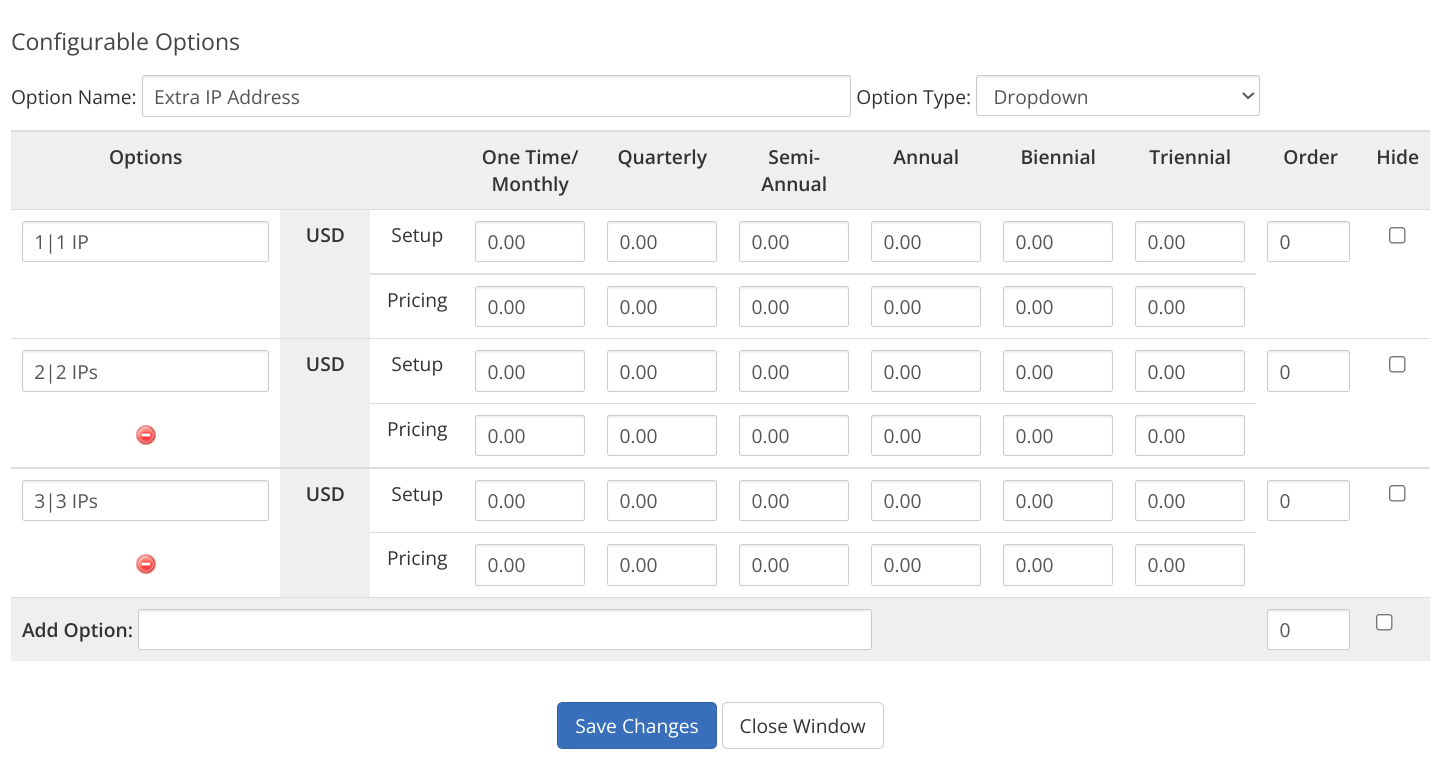 Configurable Options
Option Name: Extra IP Address Option Type: Dropdown
Options One Time/ Monthly Quarterly Semi-Annual Annual Biennial Triennial Order Hide
1|1 IP USD Setup 0.00 0.00 0.00 0.00 0.00 0.00 0
Pricing 0.00 0.00 0.00 0.00 0.00 0.00
2|2 IPs USD Setup 0.00 0.00 0.00 0.00 0.00 0.00 0
Pricing 0.00 0.00 0.00 0.00 0.00 0.00
3|3 IPs USD Setup 0.00 0.00 0.00 0.00 0.00 0.00 0
Pricing 0.00 0.00 0.00 0.00 0.00 0.00
Add Option: 0
Save Changes Close Window